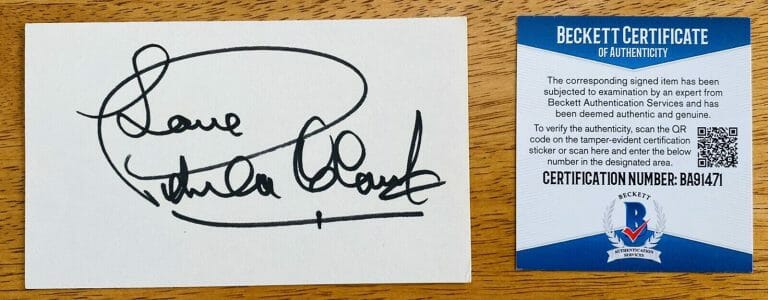 Love
Petula Clark
BECKETT CERTIFICATE
OF AUTHENTICITY
The corresponding signed item has been
subjected to examination by an expert from
Beckett Authentication Services and has
been deemed authentic and genuine.
To verify the authenticity, scan the QR
code on the tamper-evident certification
sticker or scan here and enter the below
number in the designated area.
CERTIFICATION NUMBER: BA91471
BECKETT
B
AUTHENTICATION
SERVICES